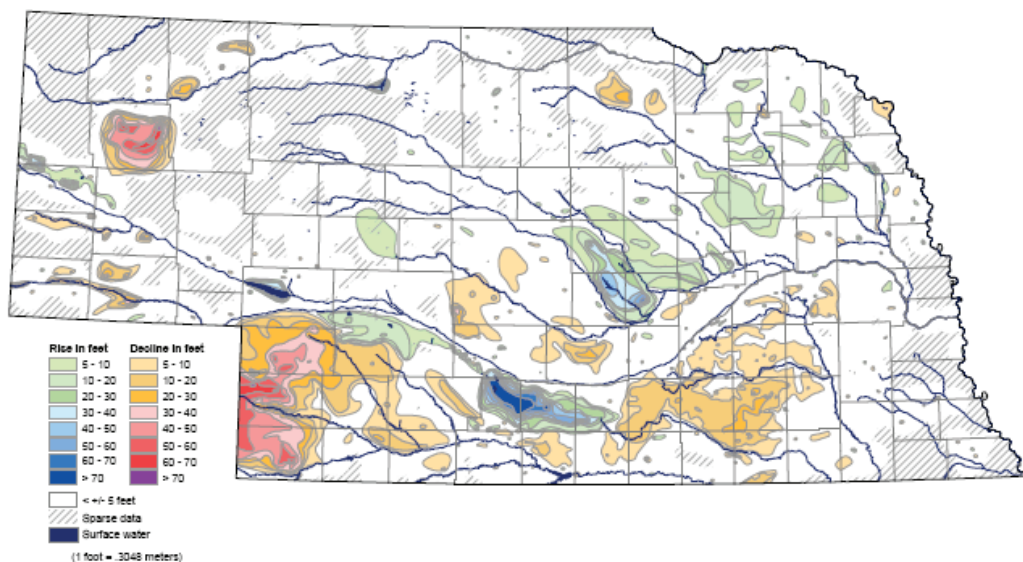 Rise in feet
Decline in feet
5 - 10
5 - 10
10 - 20
10 - 20
20 - 30
20 - 30
30 - 40
30 - 40
40 - 50
40 - 50
50 - 60
50 - 60
60 - 70
60 - 70
> 70
> 70
< +/- 5 feet
Sparse data
Surface water
(1 foot = .3048 meters)